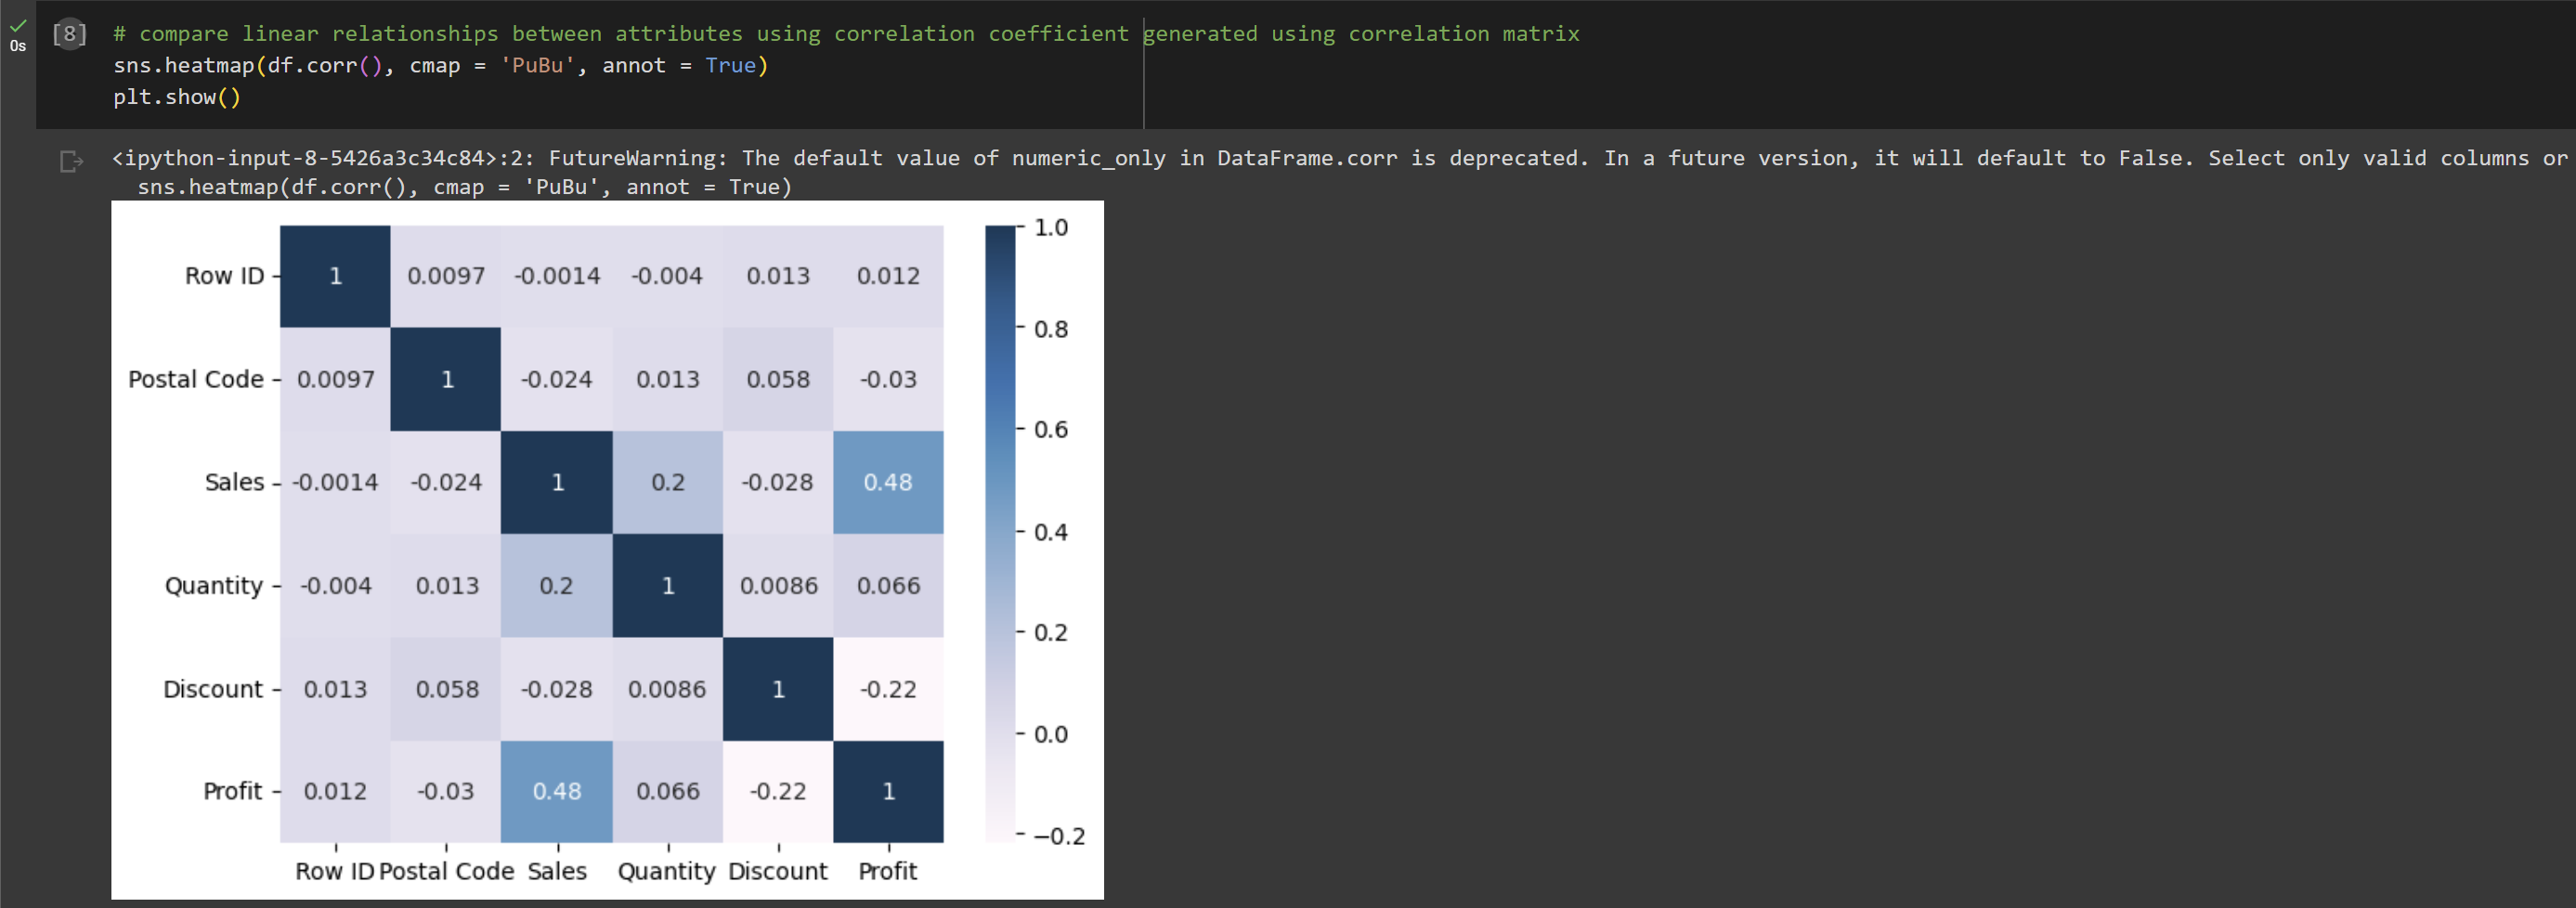 [8] # compare linear relationships between attributes using correlation coefficient generated using correlation matrix
0s
sns.heatmap(df.corr(), cmap = 'PuBu', annot = True)
plt.show()
<ipython-input-8-5426a3c34c84>:2: FutureWarning: The default value of numeric_only in DataFrame.corr is deprecated. In a future version, it will default to False. Select only valid columns or
sns.heatmap(df.corr(), cmap = 'PuBu', annot = True)
Row ID 1 0.0097 -0.0014 -0.004 0.013 0.012
Postal Code 0.0097 1 -0.024 0.013 0.058 -0.03
Sales -0.0014 -0.024 1 0.2 -0.028 0.48
Quantity -0.004 0.013 0.2 1 0.0086 0.066
Discount 0.013 0.058 -0.028 0.0086 1 -0.22
Profit 0.012 -0.03 0.48 0.066 -0.22 1
Row ID Postal Code Sales Quantity Discount Profit
1.0
0.8
0.6
0.4
0.2
0.0
−0.2